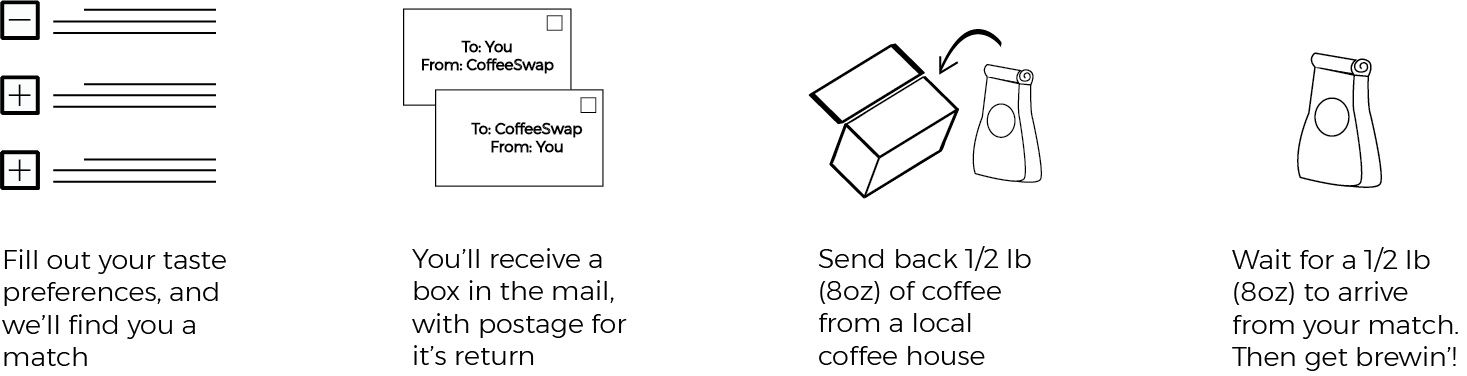 To: You
From: CoffeeSwap
To: CoffeeSwap
From: You
Fill out your taste
preferences, and
we'll find you a
match
You'll receive a
box in the mail,
with postage for
it's return
Send back 1/2 lb
(8oz) of coffee
from a local
coffee house
Wait for a 1/2 lb
(8oz) to arrive
from your match.
Then get brewin'!